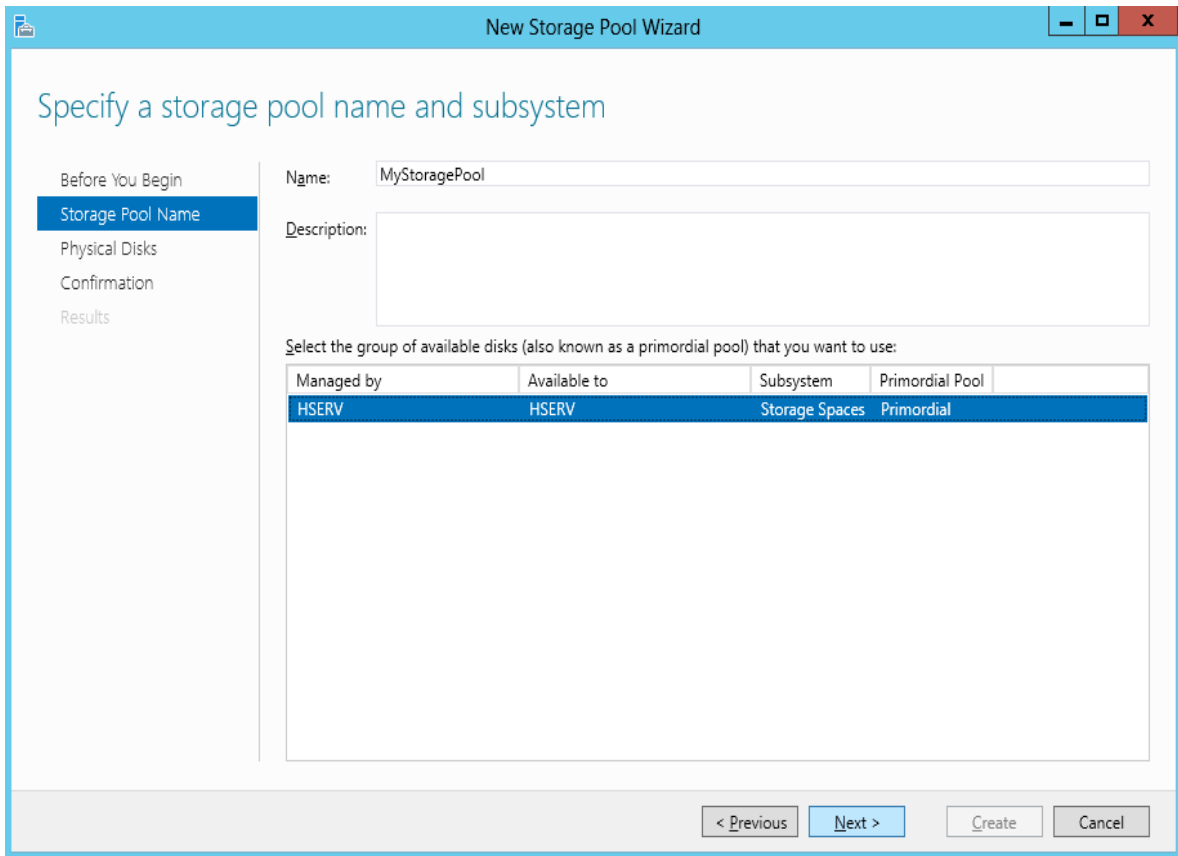 New Storage Pool Wizard
Specify a storage pool name and subsystem
Before You Begin
Storage Pool Name
Physical Disks
Confirmation
Results
Name: MyStoragePool
Description:
Select the group of available disks (also known as a primordial pool) that you want to use:
Managed by Available to Subsystem Primordial Pool
HSERV HSERV Storage Spaces Primordial
< Previous Next > Create Cancel